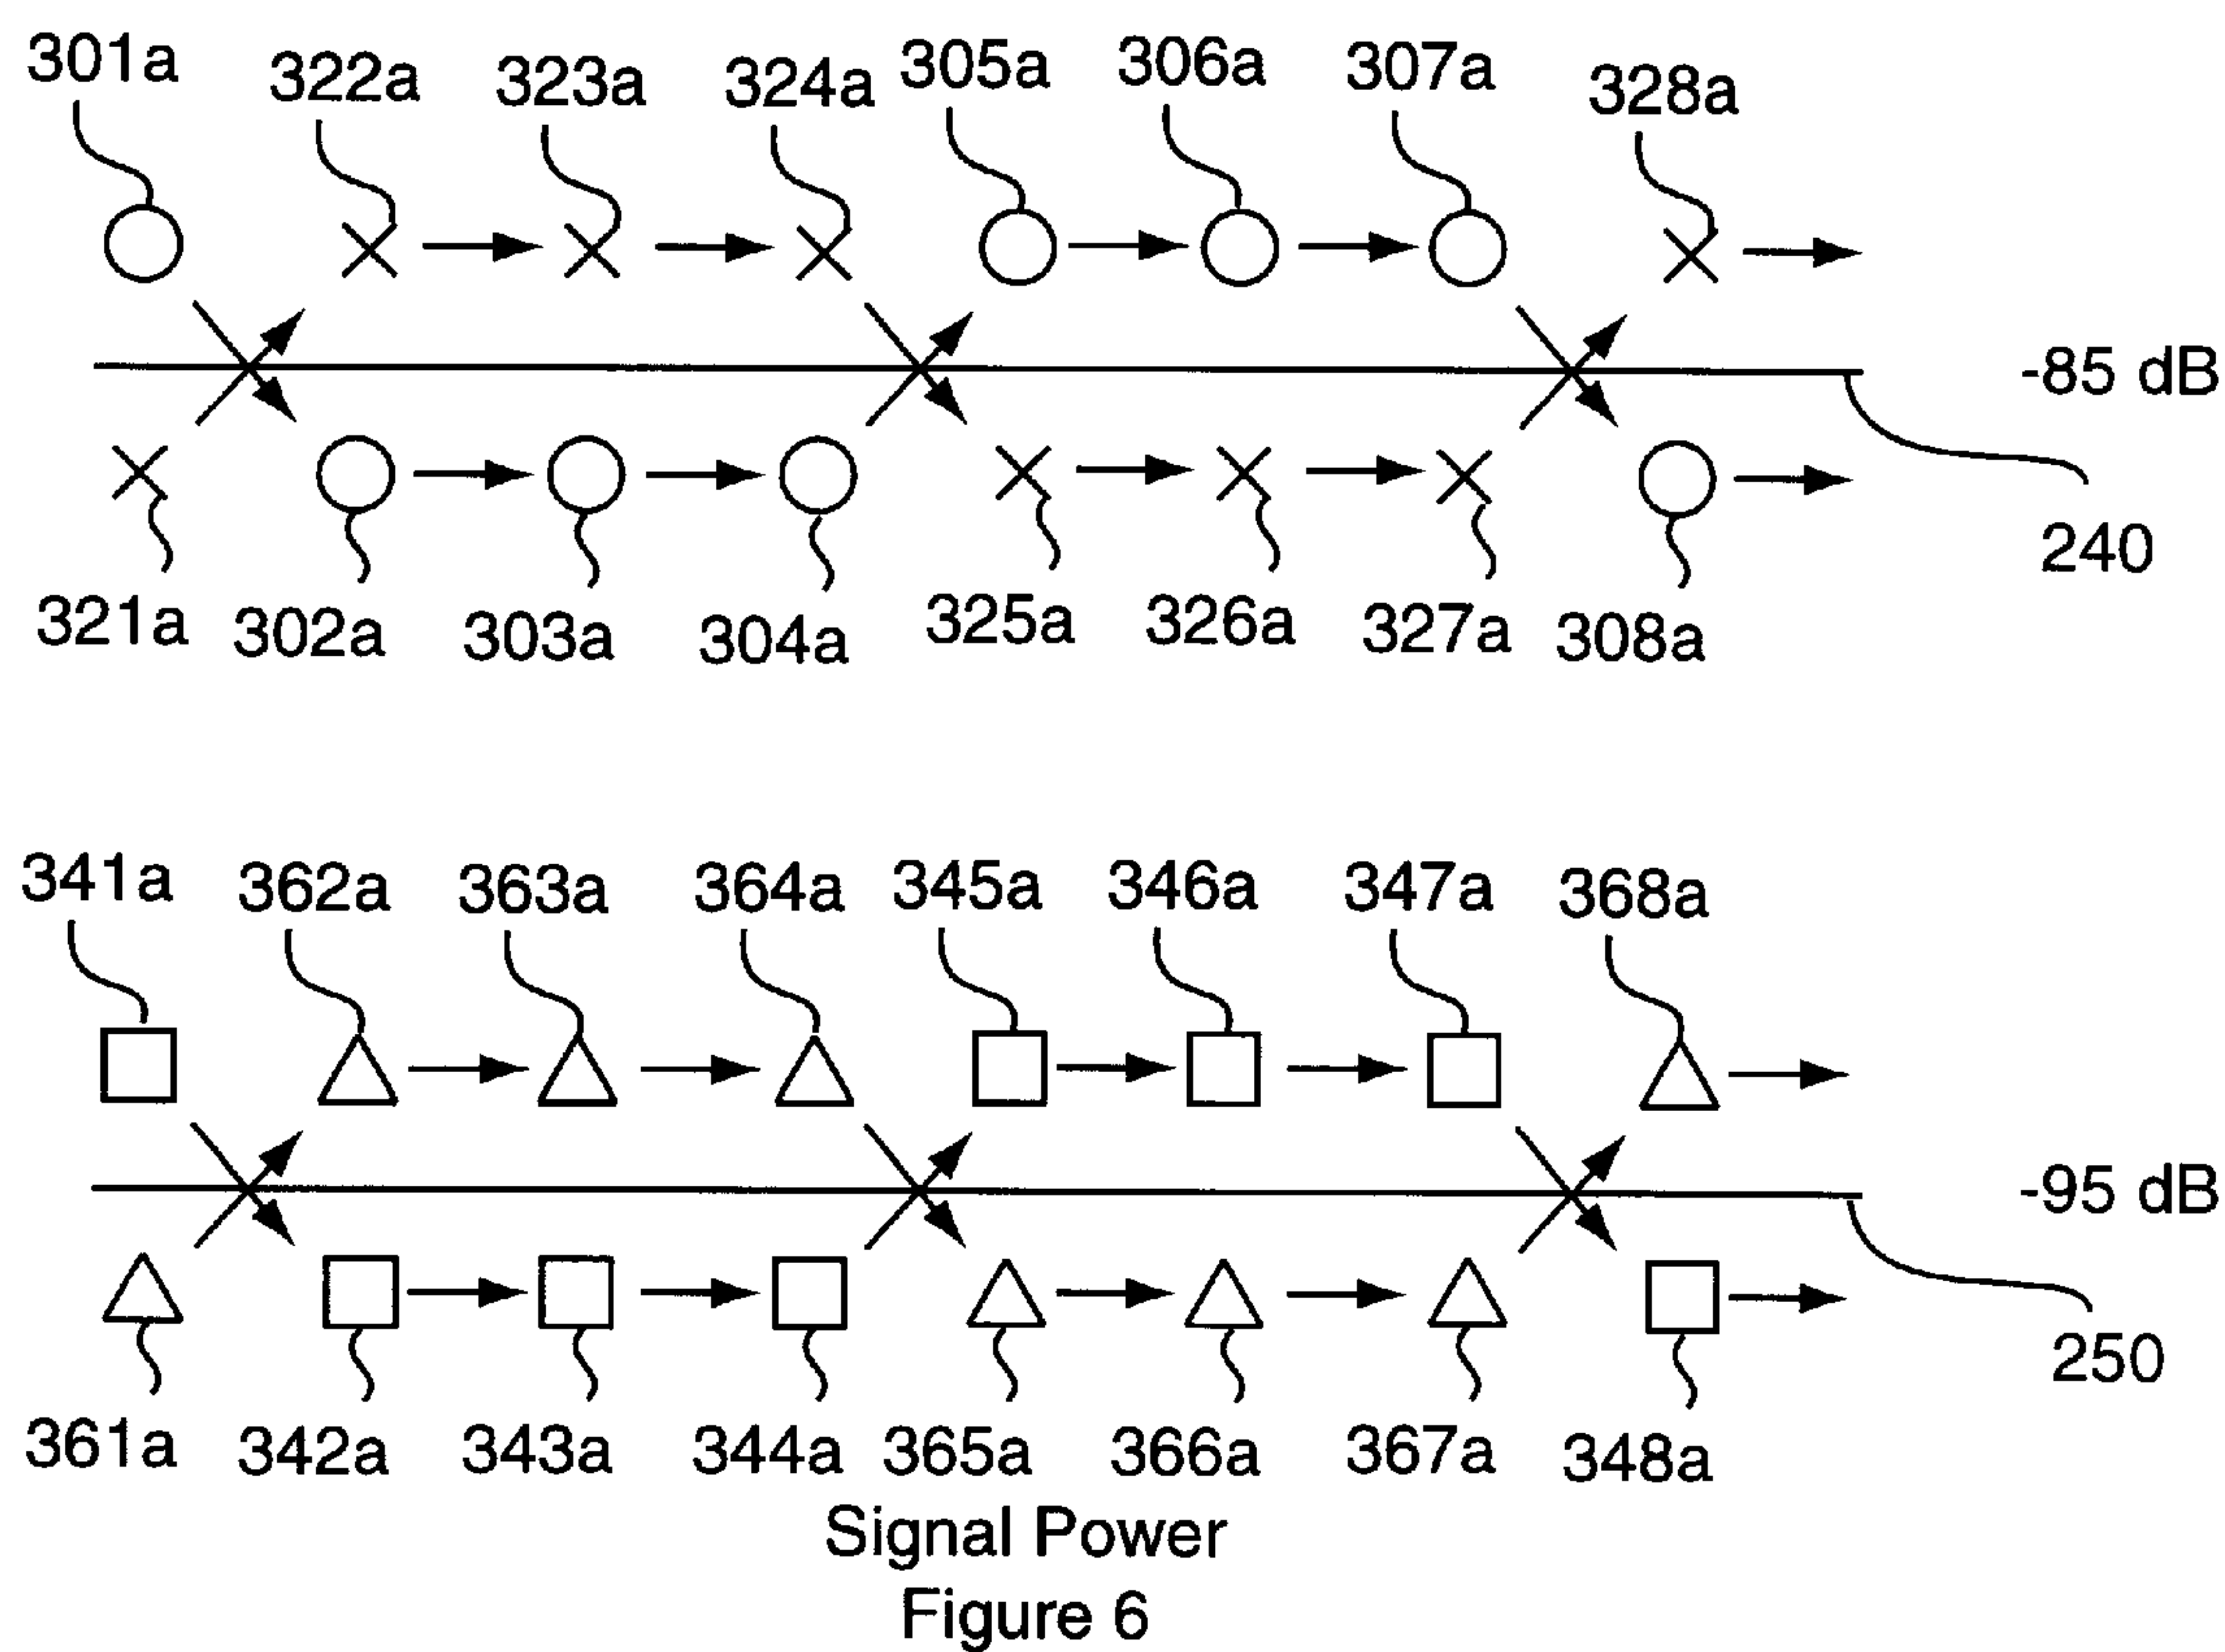 301a 322a 323a 324a 305a 306a 307a 328a
-85 dB
240
321a 302a 303a 304a 325a 326a 327a 308a
341a 362a 363a 364a 345a 346a 347a 368a
-95 dB
250
361a 342a 343a 344a 365a 366a 367a 348a
Signal Power
Figure 6